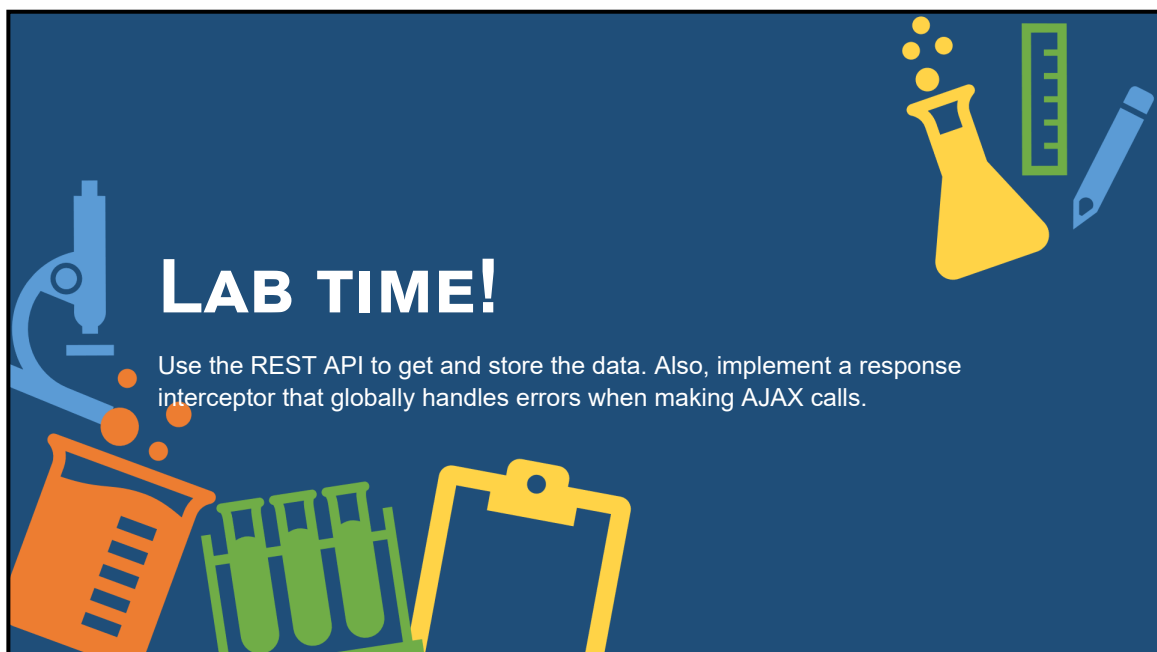 LAB TIME!
Use the REST API to get and store the data. Also, implement a response
interceptor that globally handles errors when making AJAX calls.